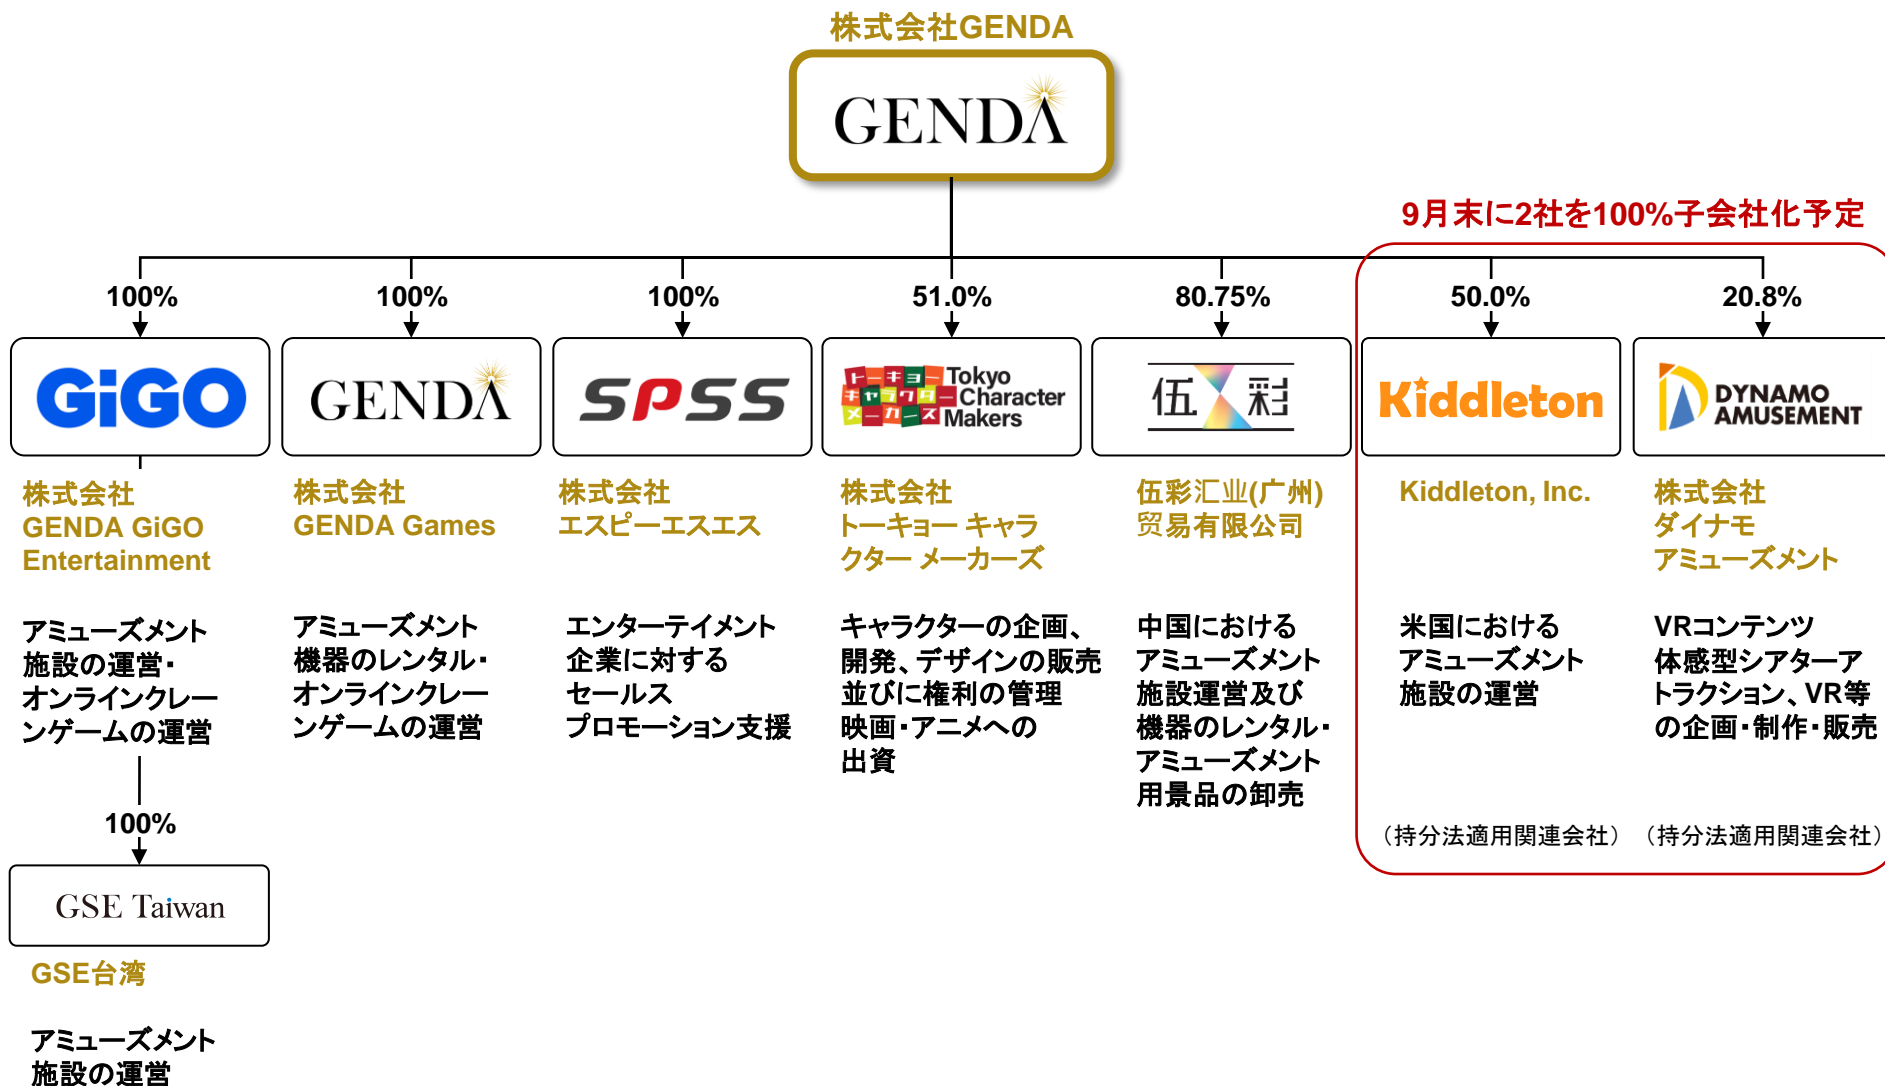 株式会社GENDA
GENDA
9月末に2社を100%子会社化予定
100%
100%
100%
51.0%
80.75%
50.0%
20.8%
GiGO
GENDA
SPSS
トーキョー
キャラクター
メーカーズ
Tokyo
Character
Makers
伍彩
Kiddleton
DYNAMO
AMUSEMENT
株式会社
GENDA GiGO
Entertainment
株式会社
GENDA Games
株式会社
エスピーエスエス
株式会社
トーキョー キャラ
クター メーカーズ
伍彩汇业(广州)
贸易有限公司
Kiddleton, Inc.
株式会社
ダイナモ
アミューズメント
アミューズメント
施設の運営・
オンラインクレー
ンゲームの運営
アミューズメント
機器のレンタル・
オンラインクレー
ンゲームの運営
エンターテイメント
企業に対する
セールス
プロモーション支援
キャラクターの企画、
開発、デザインの販売
並びに権利の管理
映画・アニメへの
出資
中国における
アミューズメント
施設運営及び
機器のレンタル・
アミューズメント
用景品の卸売
米国における
アミューズメント
施設の運営
VRコンテンツ
体感型シアターア
トラクション、VR等
の企画・制作・販売
（持分法適用関連会社）
（持分法適用関連会社）
100%
GSE Taiwan
GSE台湾
アミューズメント
施設の運営